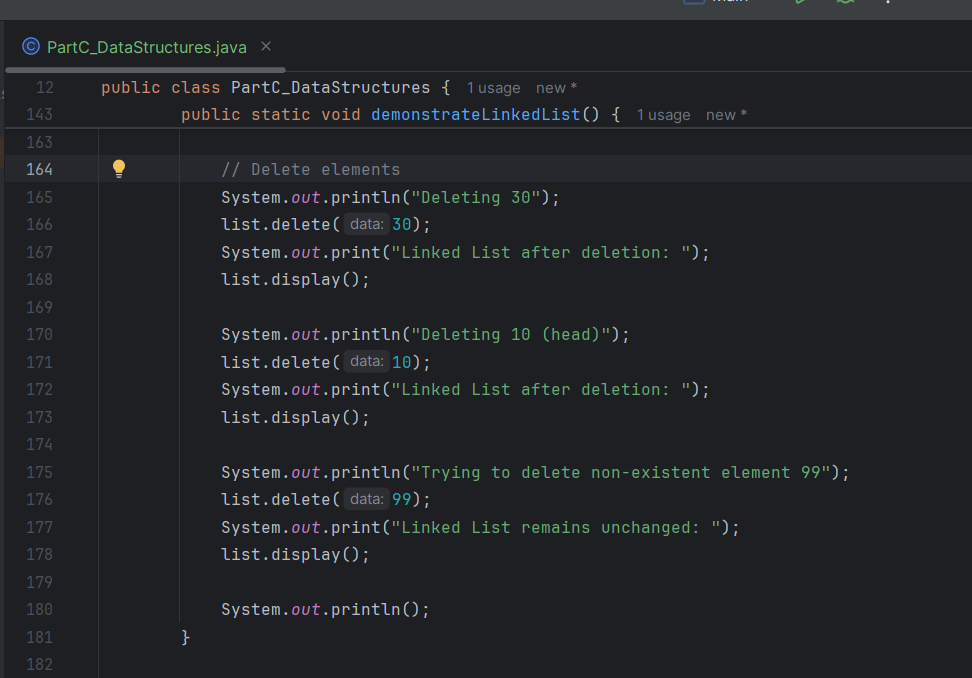 PartC_DataStructures.java
12 public class PartC_DataStructures { 1 usage new *
143 public static void demonstrateLinkedList() { 1 usage new *
163
164 // Delete elements
165 System.out.println("Deleting 30");
166 list.delete( data: 30);
167 System.out.print("Linked List after deletion: ");
168 list.display();
169
170 System.out.println("Deleting 10 (head)");
171 list.delete( data: 10);
172 System.out.print("Linked List after deletion: ");
173 list.display();
174
175 System.out.println("Trying to delete non-existent element 99");
176 list.delete( data: 99);
177 System.out.print("Linked List remains unchanged: ");
178 list.display();
179
180 System.out.println();
181 }
182